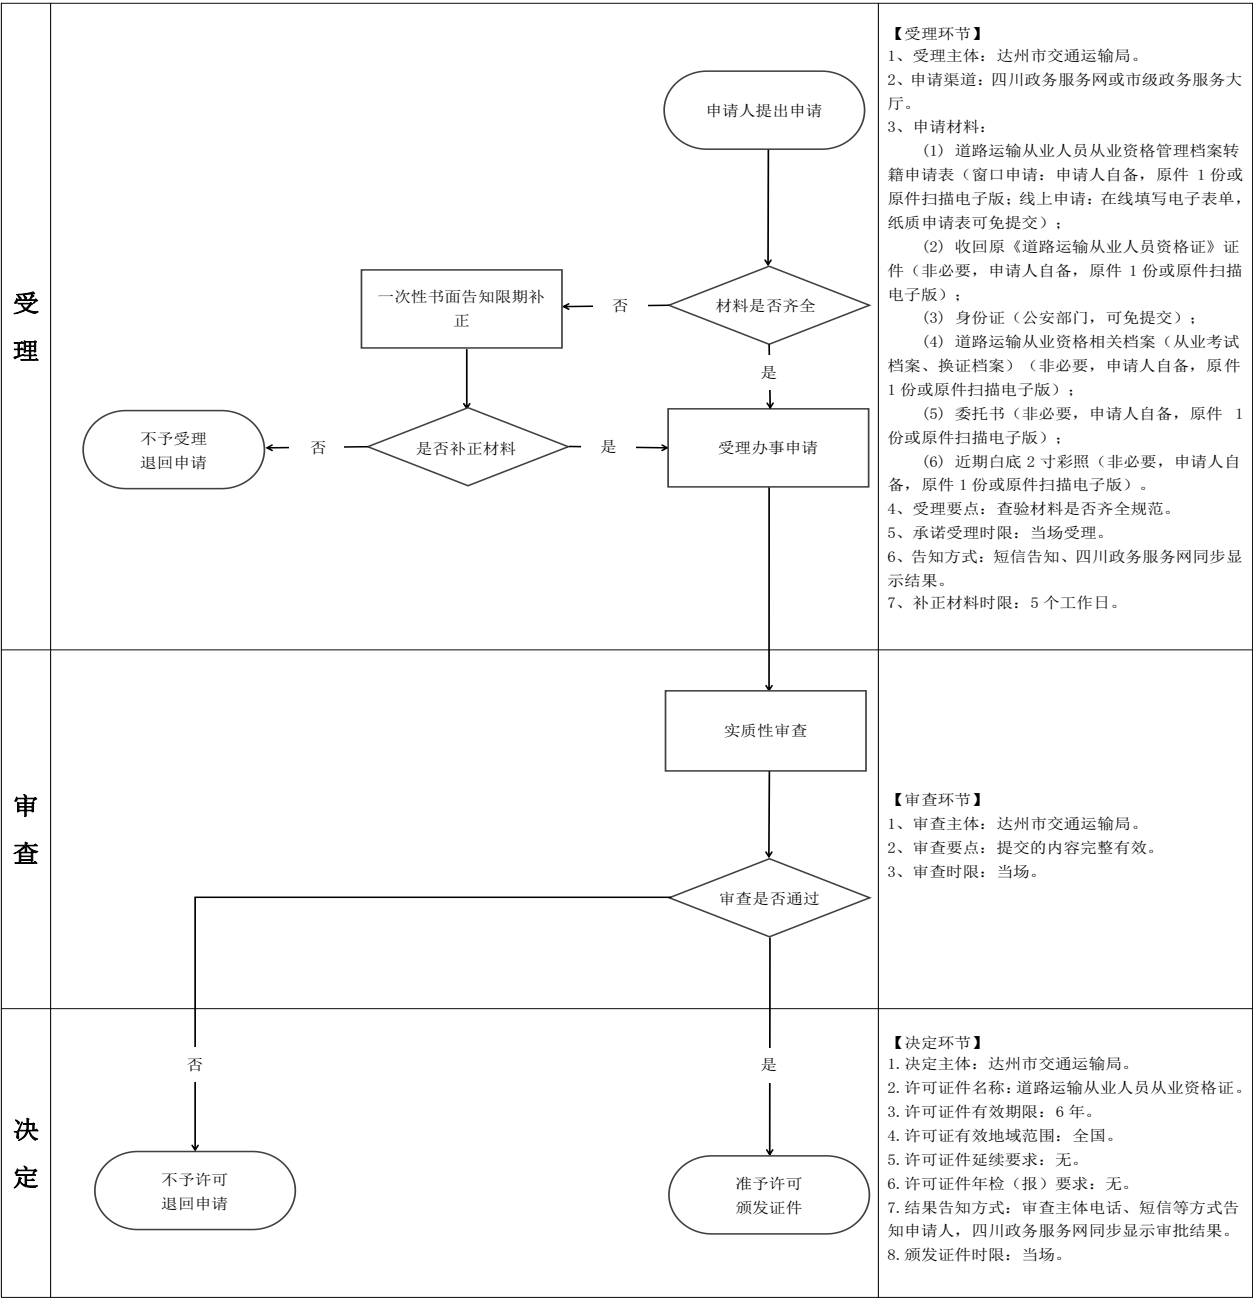 受
理
申请人提出申请
材料是否齐全
否
一次性书面告知限期补
正
是
是否补正材料
否
不予受理
退回申请
是
受理办事申请
【受理环节】
1、受理主体：达州市交通运输局。
2、申请渠道：四川政务服务网或市级政务服务大
厅。
3、申请材料：
(1) 道路运输从业人员从业资格管理档案转
籍申请表（窗口申请：申请人自备，原件 1 份或
原件扫描电子版；线上申请：在线填写电子表单，
纸质申请表可免提交）；
(2) 收回原《道路运输从业人员资格证》证
件（非必要，申请人自备，原件 1 份或原件扫描
电子版）；
(3) 身份证（公安部门，可免提交）；
(4) 道路运输从业资格相关档案（从业考试
档案、换证档案）（非必要，申请人自备，原件
1 份或原件扫描电子版）；
(5) 委托书（非必要，申请人自备，原件 1
份或原件扫描电子版）；
(6) 近期白底 2 寸彩照（非必要，申请人自
备，原件 1 份或原件扫描电子版）。
4、受理要点：查验材料是否齐全规范。
5、承诺受理时限：当场受理。
6、告知方式：短信告知、四川政务服务网同步显
示结果。
7、补正材料时限：5 个工作日。
审
查
实质性审查
审查是否通过
【审查环节】
1、审查主体：达州市交通运输局。
2、审查要点：提交的内容完整有效。
3、审查时限：当场。
决
定
否
是
不予许可
退回申请
准予许可
颁发证件
【决定环节】
1.决定主体：达州市交通运输局。
2.许可证件名称：道路运输从业人员从业资格证。
3.许可证件有效期限：6 年。
4.许可证有效地域范围：全国。
5.许可证件延续要求：无。
6.许可证件年检（报）要求：无。
7.结果告知方式：审查主体电话、短信等方式告
知申请人，四川政务服务网同步显示审批结果。
8.颁发证件时限：当场。